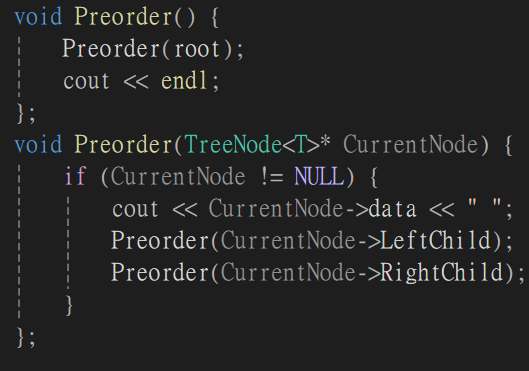 void Preorder() {
    Preorder(root);
    cout << endl;
};
void Preorder(TreeNode<T>* CurrentNode) {
    if (CurrentNode != NULL) {
        cout << CurrentNode->data << " ";
        Preorder(CurrentNode->LeftChild);
        Preorder(CurrentNode->RightChild);
    }
};